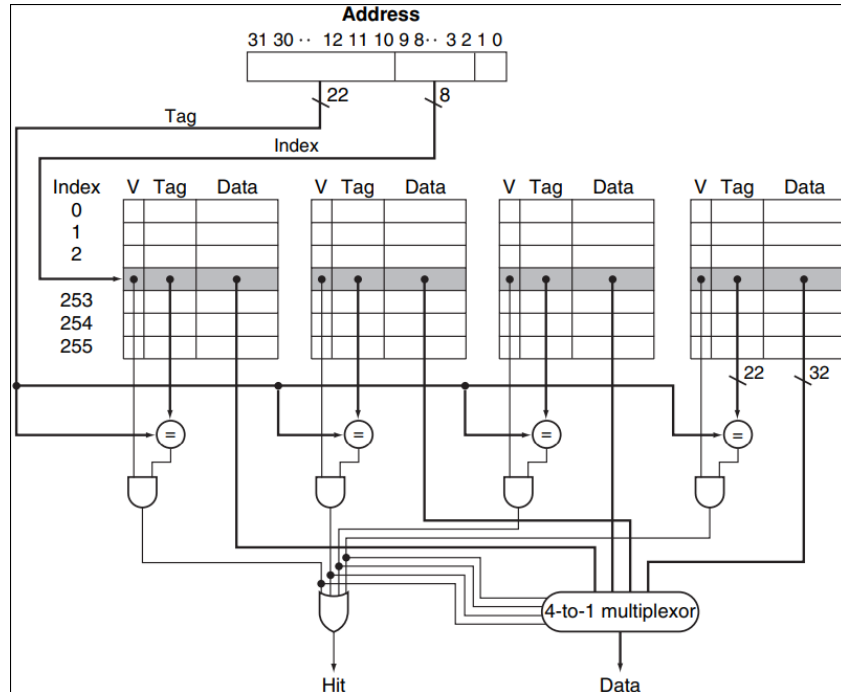 Address
31 30 ·· 12 11 10 9 8 ·· 3 2 1 0
22 8
Tag
Index
Index V Tag Data V Tag Data V Tag Data V Tag Data
0
1
2
253
254
255
22 32
= = = =
4-to-1 multiplexor
Hit Data